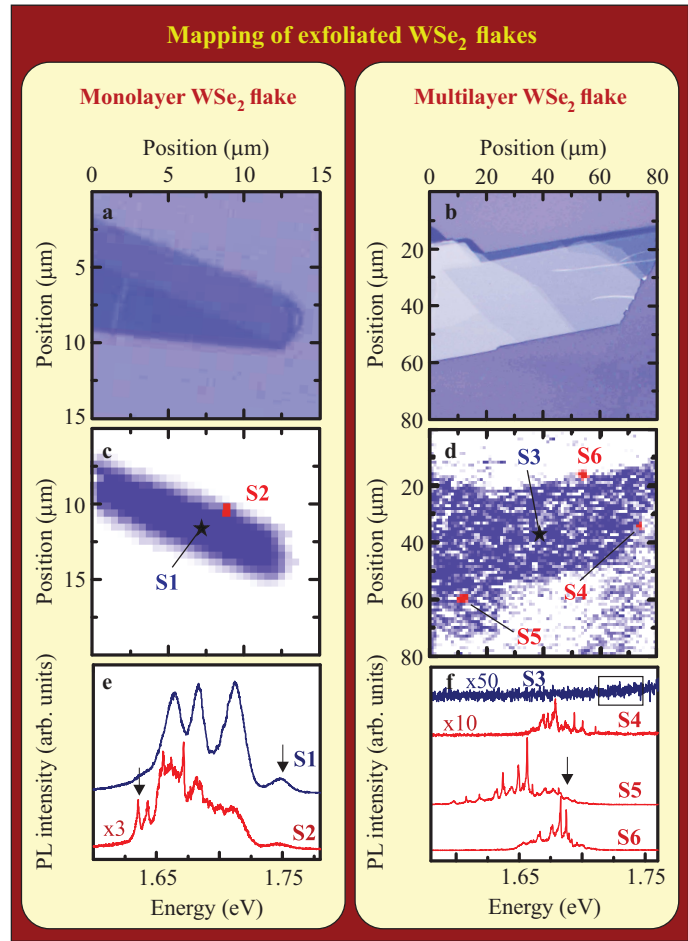 Mapping of exfoliated WSe₂ flakes
Monolayer WSe₂ flake
Position (μm)
0 5 10 15
a
Position (μm)
5
10
15
c
S2
S1
Position (μm)
10
15
e
S1
x3
S2
PL intensity (arb. units)
1.65 1.75
Energy (eV)
Multilayer WSe₂ flake
Position (μm)
0 20 40 60 80
b
Position (μm)
20
40
60
80
d
S3
S6
S4
S5
Position (μm)
20
40
60
80
f
x50
S3
x10
S4
S5
S6
PL intensity (arb. units)
1.65 1.75
Energy (eV)